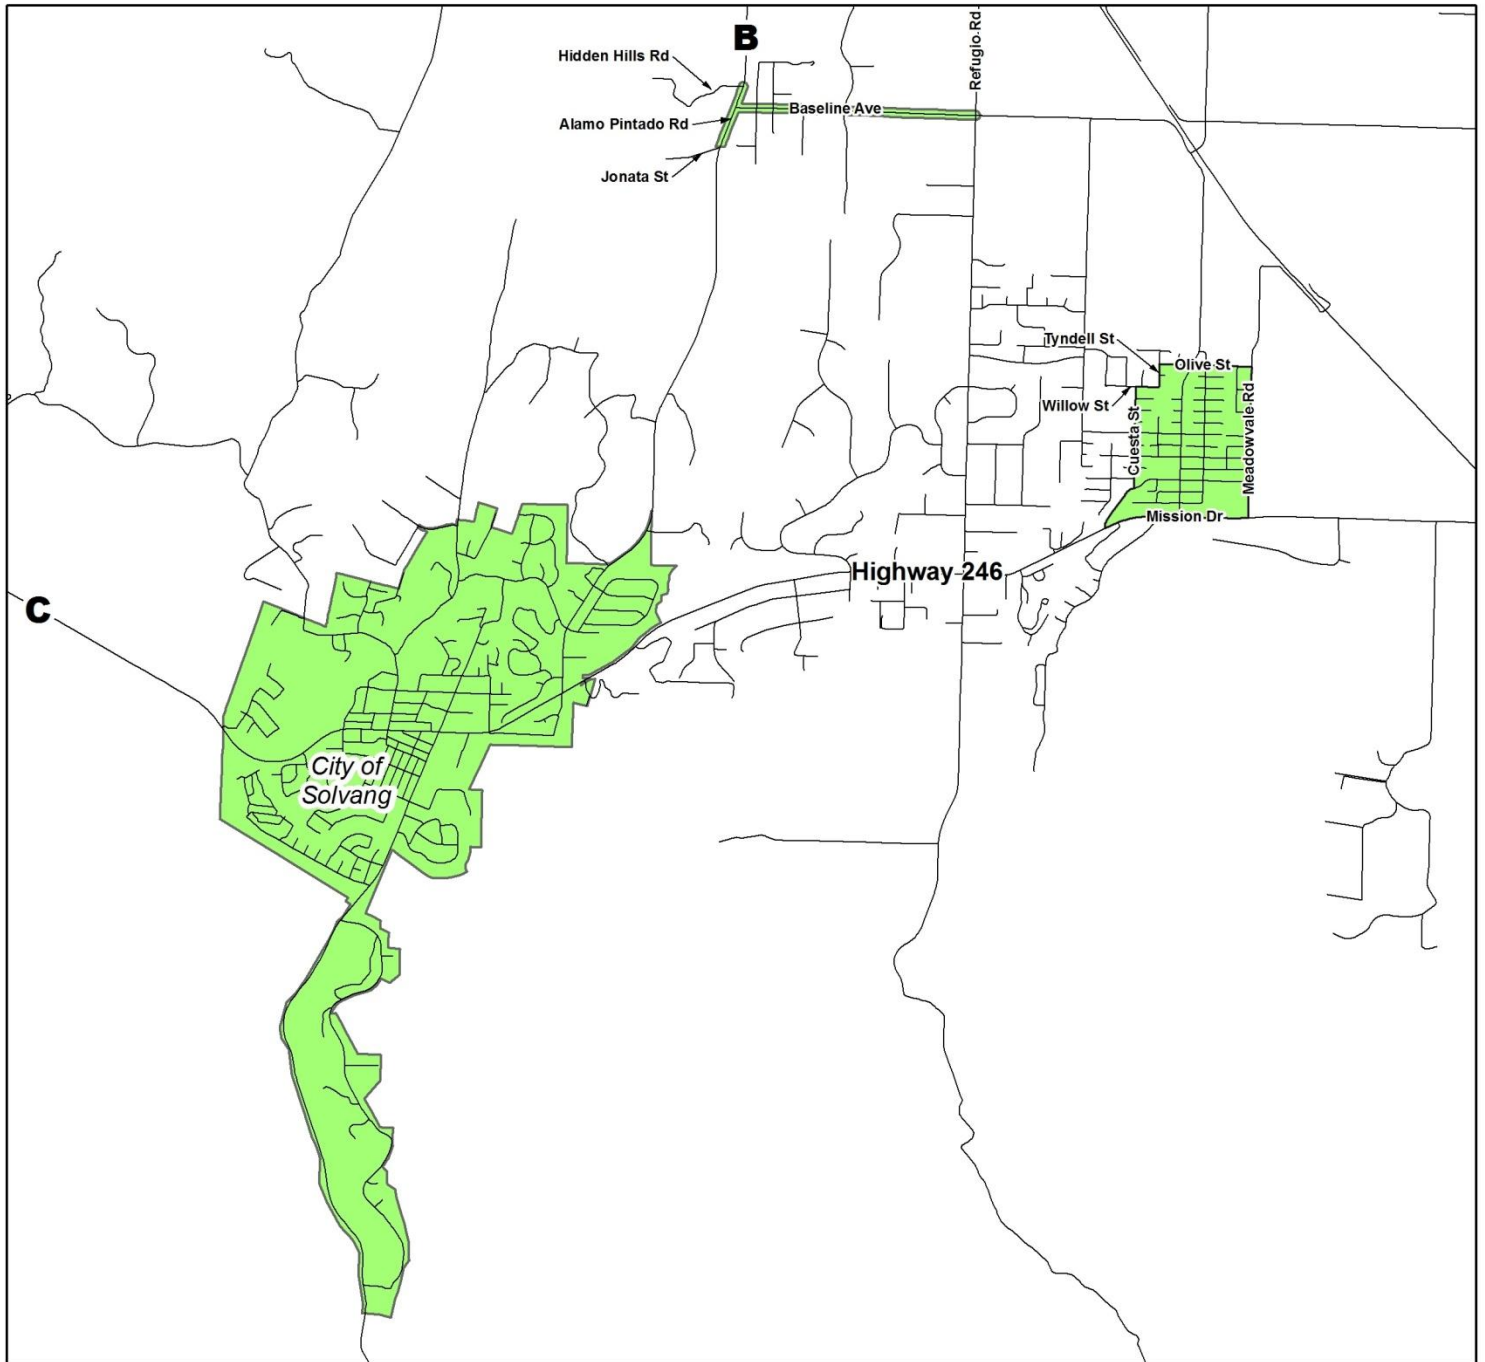 B
Refugio Rd
Hidden Hills Rd
Baseline Ave
Alamo Pintado Rd
Jonata St
Tyndell St
Olive St
Willow St
Cuesta St
Meadowvale Rd
Mission Dr
Highway 246
C
City of
Solvang